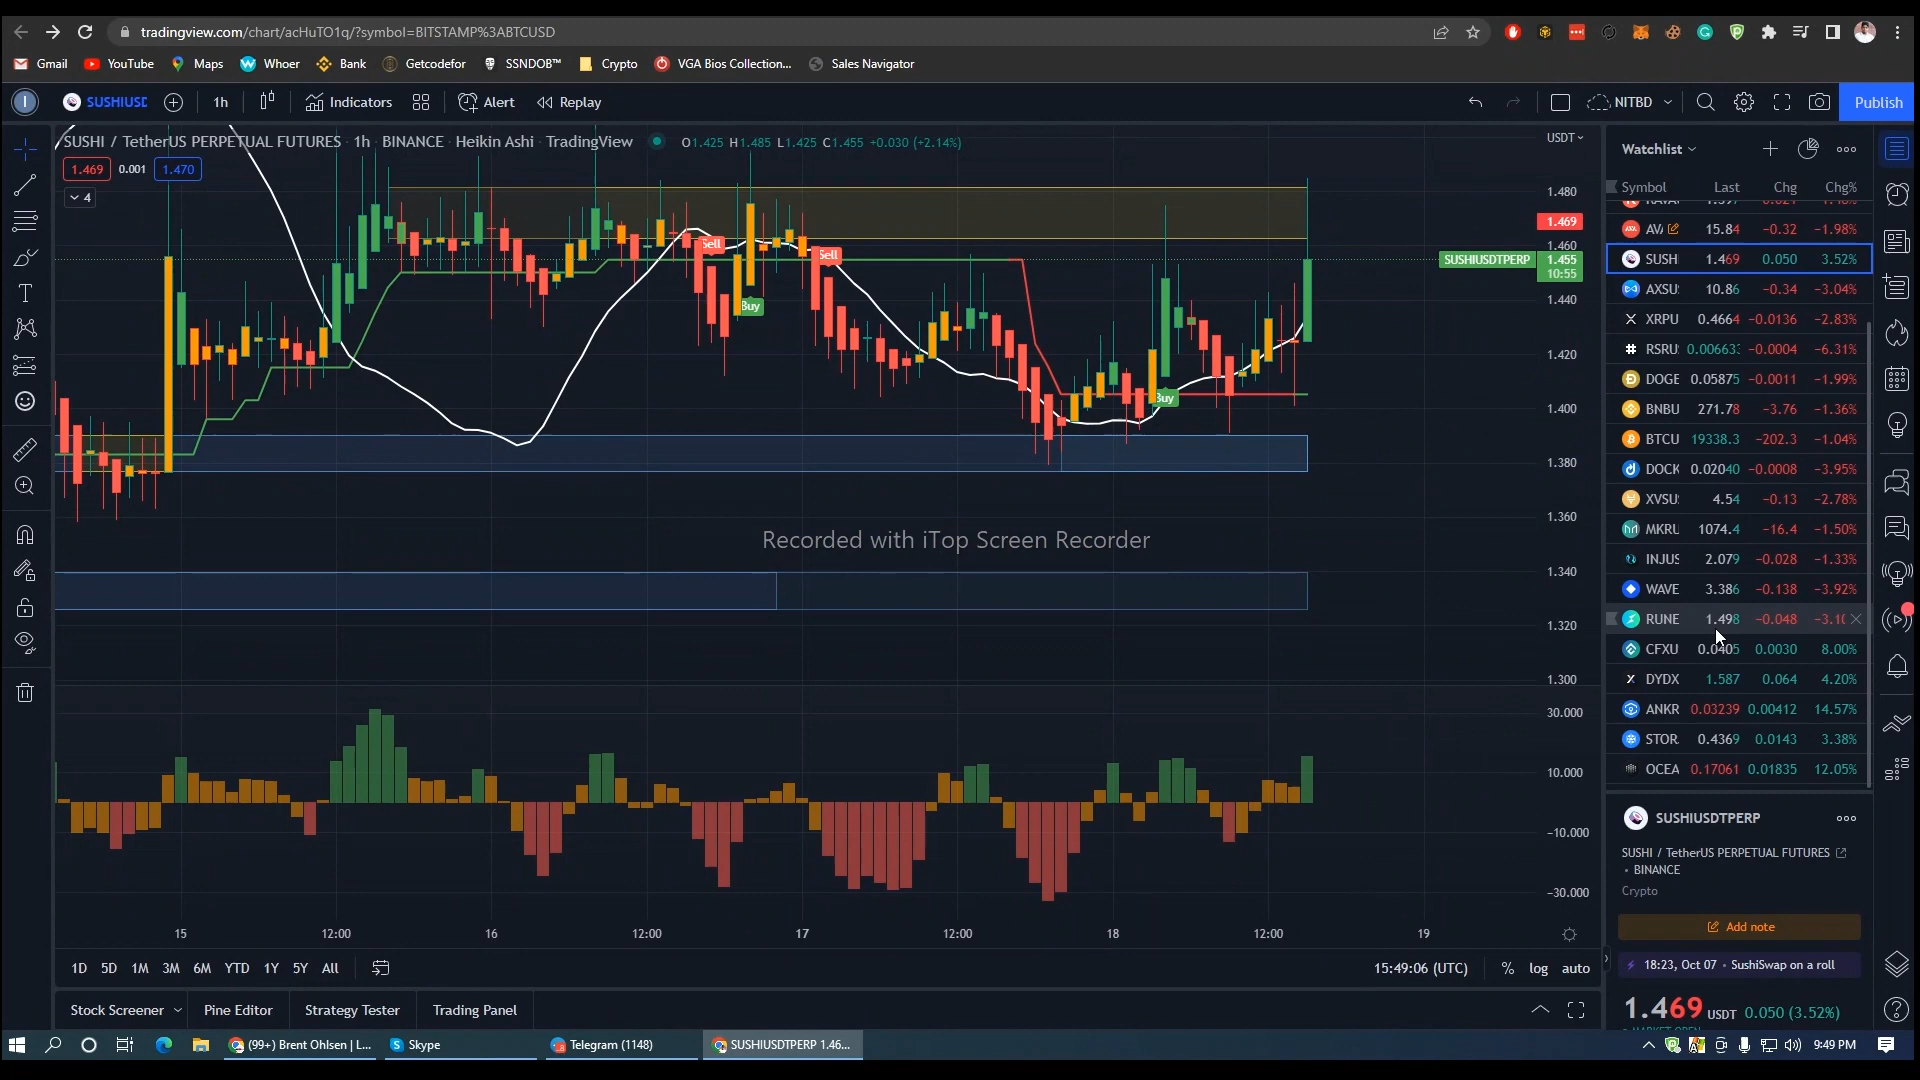 tradingview.com/chart/acHuTO1q/?symbol=BITSTAMP%3ABTCUSD
Gmail YouTube Maps Whoer Bank Getcodefor SSNDOB™ Crypto VGA Bios Collection... Sales Navigator
I SUSHIUSD 1h Indicators Alert Replay NITBD Publish
SUSHI / TetherUS PERPETUAL FUTURES · 1h · BINANCE · Heikin Ashi · TradingView O1.425 H1.485 L1.425 C1.455 +0.030 (+2.14%)
1.469 0.001 1.470
4
USDT
1.480
1.469
1.460
SUSHIUSDTPERP 1.455
10:55
1.440
1.420
1.400
1.380
1.360
1.340
1.320
1.300
30.000
10.000
-10.000
-30.000
Sell
Buy
Sell
Buy
Recorded with iTop Screen Recorder
15 12:00 16 12:00 17 12:00 18 12:00 19
1D 5D 1M 3M 6M YTD 1Y 5Y All
15:49:06 (UTC) % log auto
Stock Screener Pine Editor Strategy Tester Trading Panel
Watchlist
Symbol Last Chg Chg%
AVA 15.84 -0.32 -1.98%
SUSH 1.469 0.050 3.52%
AXSU 10.86 -0.34 -3.04%
XRPU 0.4664 -0.0136 -2.83%
RSRU 0.006633 -0.0004 -6.31%
DOGE 0.05875 -0.0011 -1.99%
BNBU 271.78 -3.76 -1.36%
BTCU 19338.3 -202.3 -1.04%
DOCK 0.02040 -0.0008 -3.95%
XVSU 4.54 -0.13 -2.78%
MKRU 1074.4 -16.4 -1.50%
INJUS 2.079 -0.028 -1.33%
WAVE 3.386 -0.138 -3.92%
RUNE 1.498 -0.048 -3.10
CFXU 0.0405 0.0030 8.00%
DYDX 1.587 0.064 4.20%
ANKR 0.03239 0.00412 14.57%
STOR 0.4369 0.0143 3.38%
OCEA 0.17061 0.01835 12.05%
SUSHIUSDTPERP
SUSHI / TetherUS PERPETUAL FUTURES
• BINANCE
Crypto
Add note
18:23, Oct 07 • SushiSwap on a roll
1.469 USDT 0.050 (3.52%)
(99+) Brent Ohlsen | L... Skype Telegram (1148) SUSHIUSDTPERP 1.46... 9:49 PM